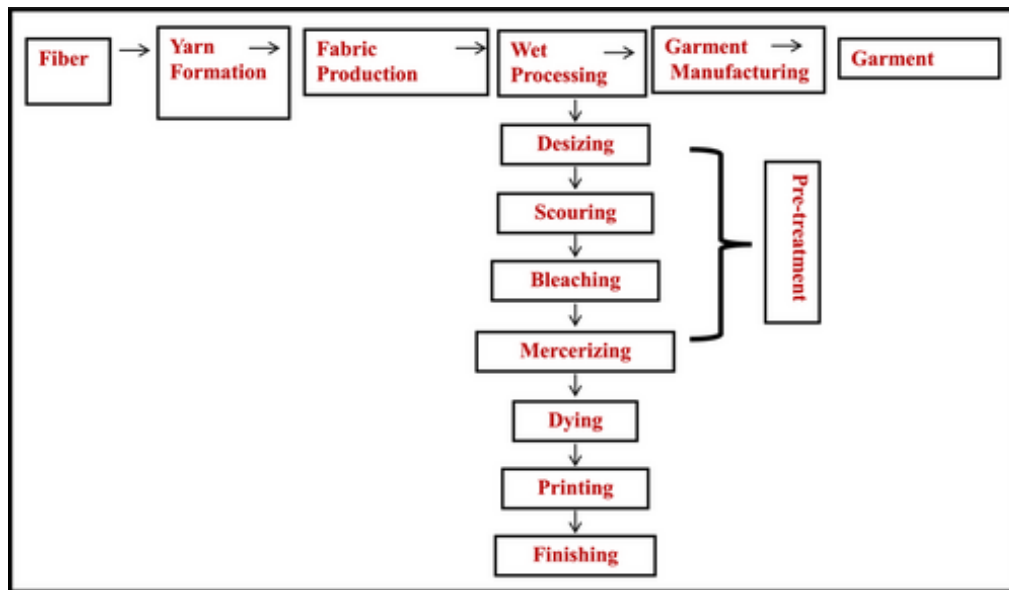 Fiber
Yarn
Formation
Fabric
Production
Wet
Processing
Garment
Manufacturing
Garment
Desizing
Scouring
Bleaching
Mercerizing
Pre-treatment
Dying
Printing
Finishing